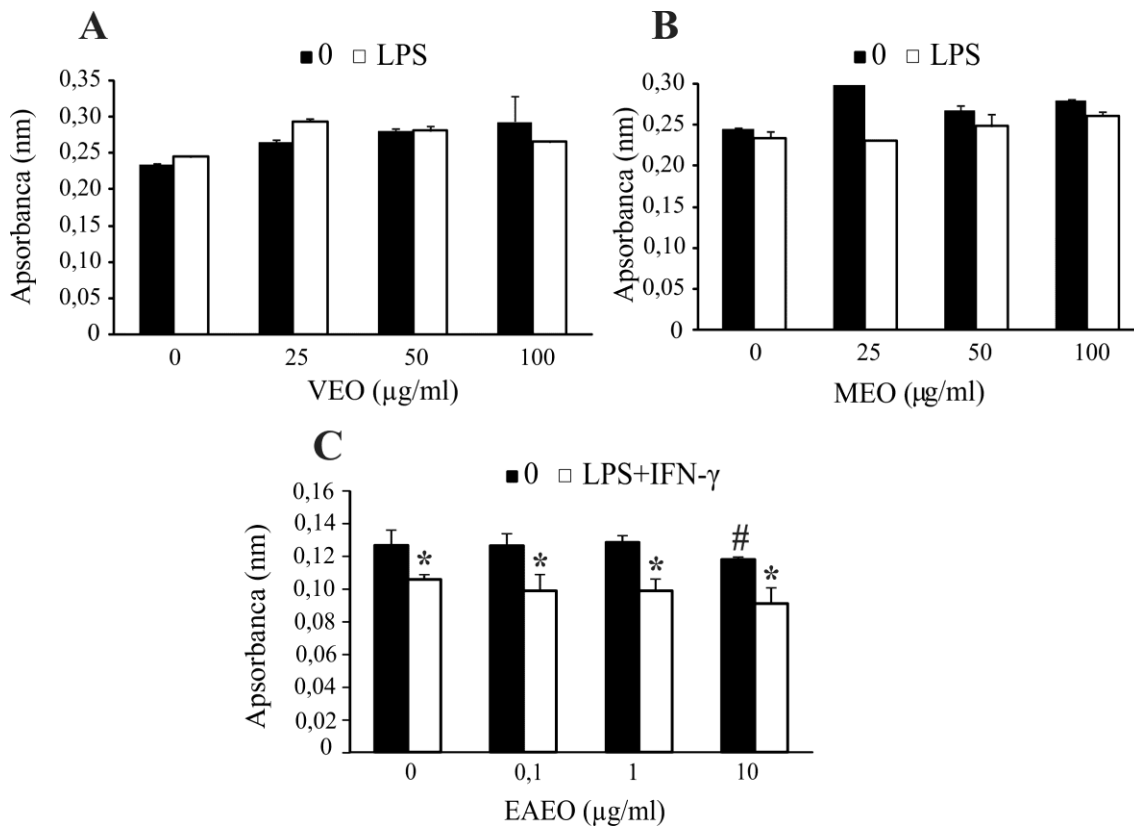 A
■ 0 □ LPS
0,35
0,30
0,25
0,20
0,15
0,10
0,05
0
Apsorbanca (nm)
0 25 50 100
VEO (µg/ml)
B
■ 0 □ LPS
0,30
0,25
0,20
0,15
0,10
0,05
0
Apsorbanca (nm)
0 25 50 100
MEO (µg/ml)
C
■ 0 □ LPS+IFN-γ
0,16
0,14
0,12
0,10
0,08
0,06
0,04
0,02
0
Apsorbanca (nm)
* * * # *
0 0,1 1 10
EAEO (µg/ml)